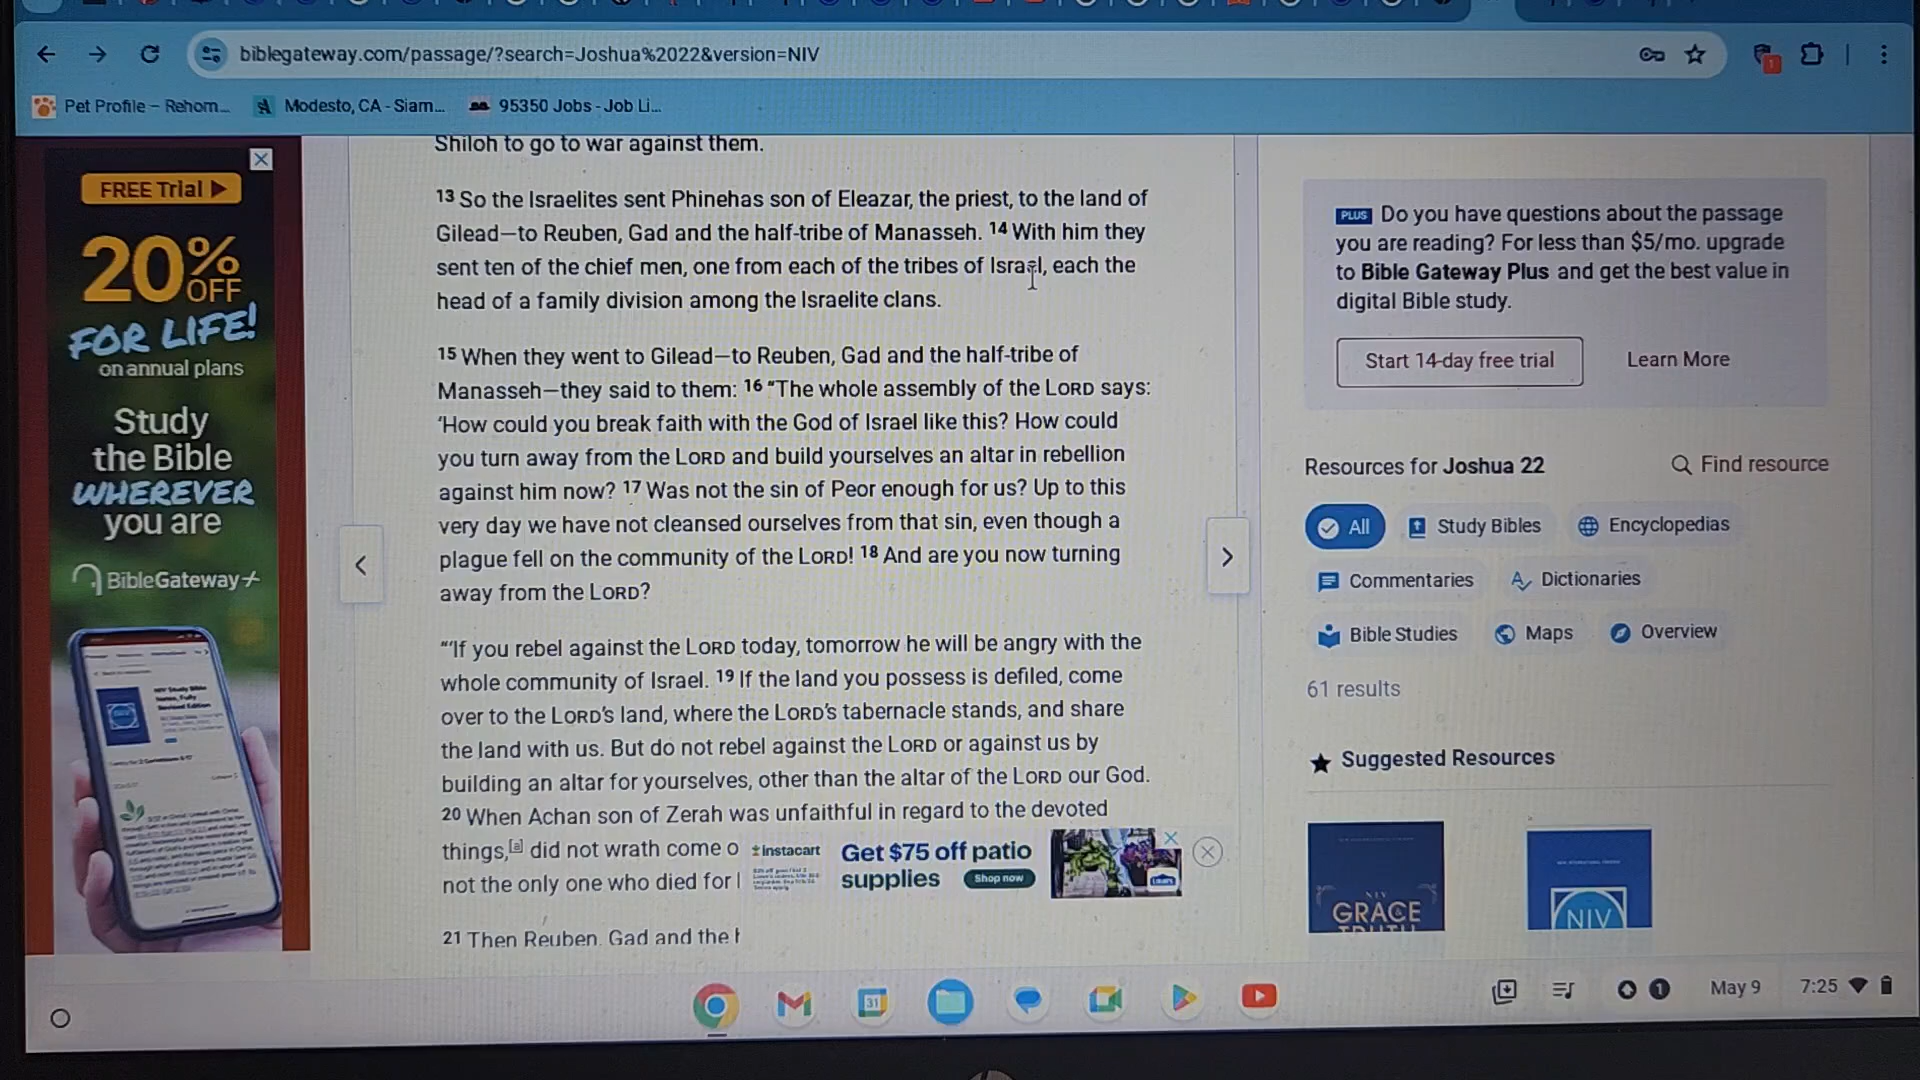 biblegateway.com/passage/?search=Joshua%2022&version=NIV
1
Pet Profile – Rehom...
Modesto, CA - Siam...
95350 Jobs - Job Li...
FREE Trial
20% OFF
FOR LIFE!
on annual plans
Study
the Bible
WHEREVER
you are
BibleGateway+
Shiloh to go to war against them.
13 So the Israelites sent Phinehas son of Eleazar, the priest, to the land of
Gilead—to Reuben, Gad and the half-tribe of Manasseh. 14 With him they
sent ten of the chief men, one from each of the tribes of Israel, each the
head of a family division among the Israelite clans.
15 When they went to Gilead—to Reuben, Gad and the half-tribe of
Manasseh—they said to them: 16 “The whole assembly of the LORD says:
‘How could you break faith with the God of Israel like this? How could
you turn away from the LORD and build yourselves an altar in rebellion
against him now? 17 Was not the sin of Peor enough for us? Up to this
very day we have not cleansed ourselves from that sin, even though a
plague fell on the community of the LORD! 18 And are you now turning
away from the LORD?
“‘If you rebel against the LORD today, tomorrow he will be angry with the
whole community of Israel. 19 If the land you possess is defiled, come
over to the LORD’s land, where the LORD’s tabernacle stands, and share
the land with us. But do not rebel against the LORD or against us by
building an altar for yourselves, other than the altar of the LORD our God.
20 When Achan son of Zerah was unfaithful in regard to the devoted
things,[a] did not wrath come o
not the only one who died for
21 Then Reuben, Gad and the
instacart
Get $75 off patio
supplies
Shop now
PLUS Do you have questions about the passage
you are reading? For less than $5/mo. upgrade
to Bible Gateway Plus and get the best value in
digital Bible study.
Start 14-day free trial
Learn More
Resources for Joshua 22
Find resource
All
Study Bibles
Encyclopedias
Commentaries
Dictionaries
Bible Studies
Maps
Overview
61 results
Suggested Resources
NIV
GRACE
TRUTH
NIV
31
1
May 9
7:25